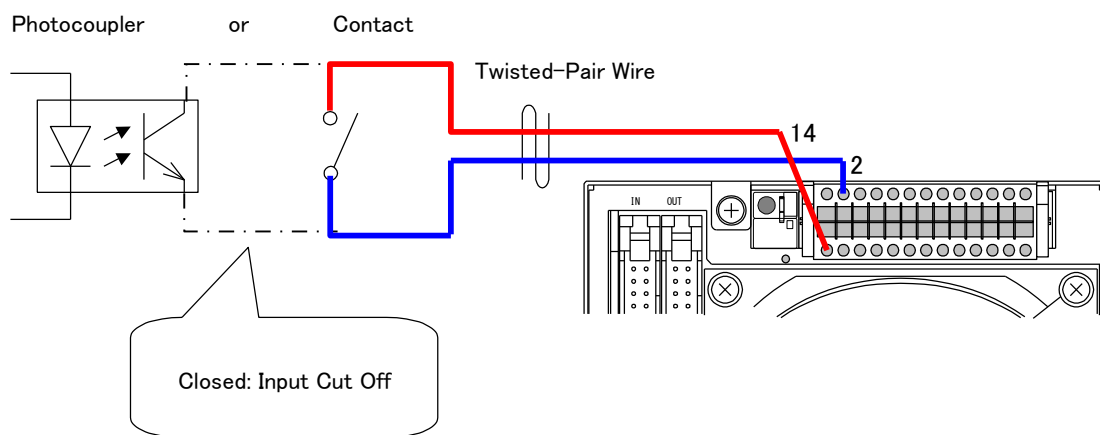 Photocoupler or Contact
Twisted-Pair Wire
14
2
IN OUT
Closed: Input Cut Off